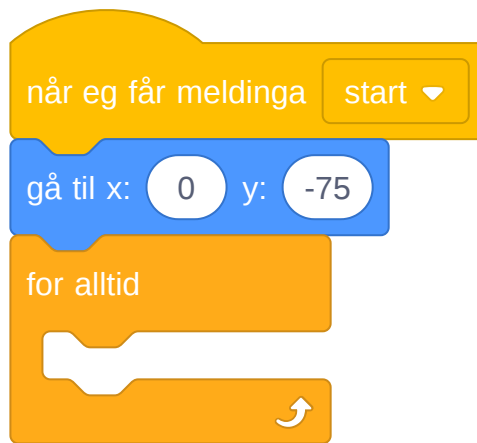 når eg får meldinga start
gå til x: 0 y: -75
for alltid